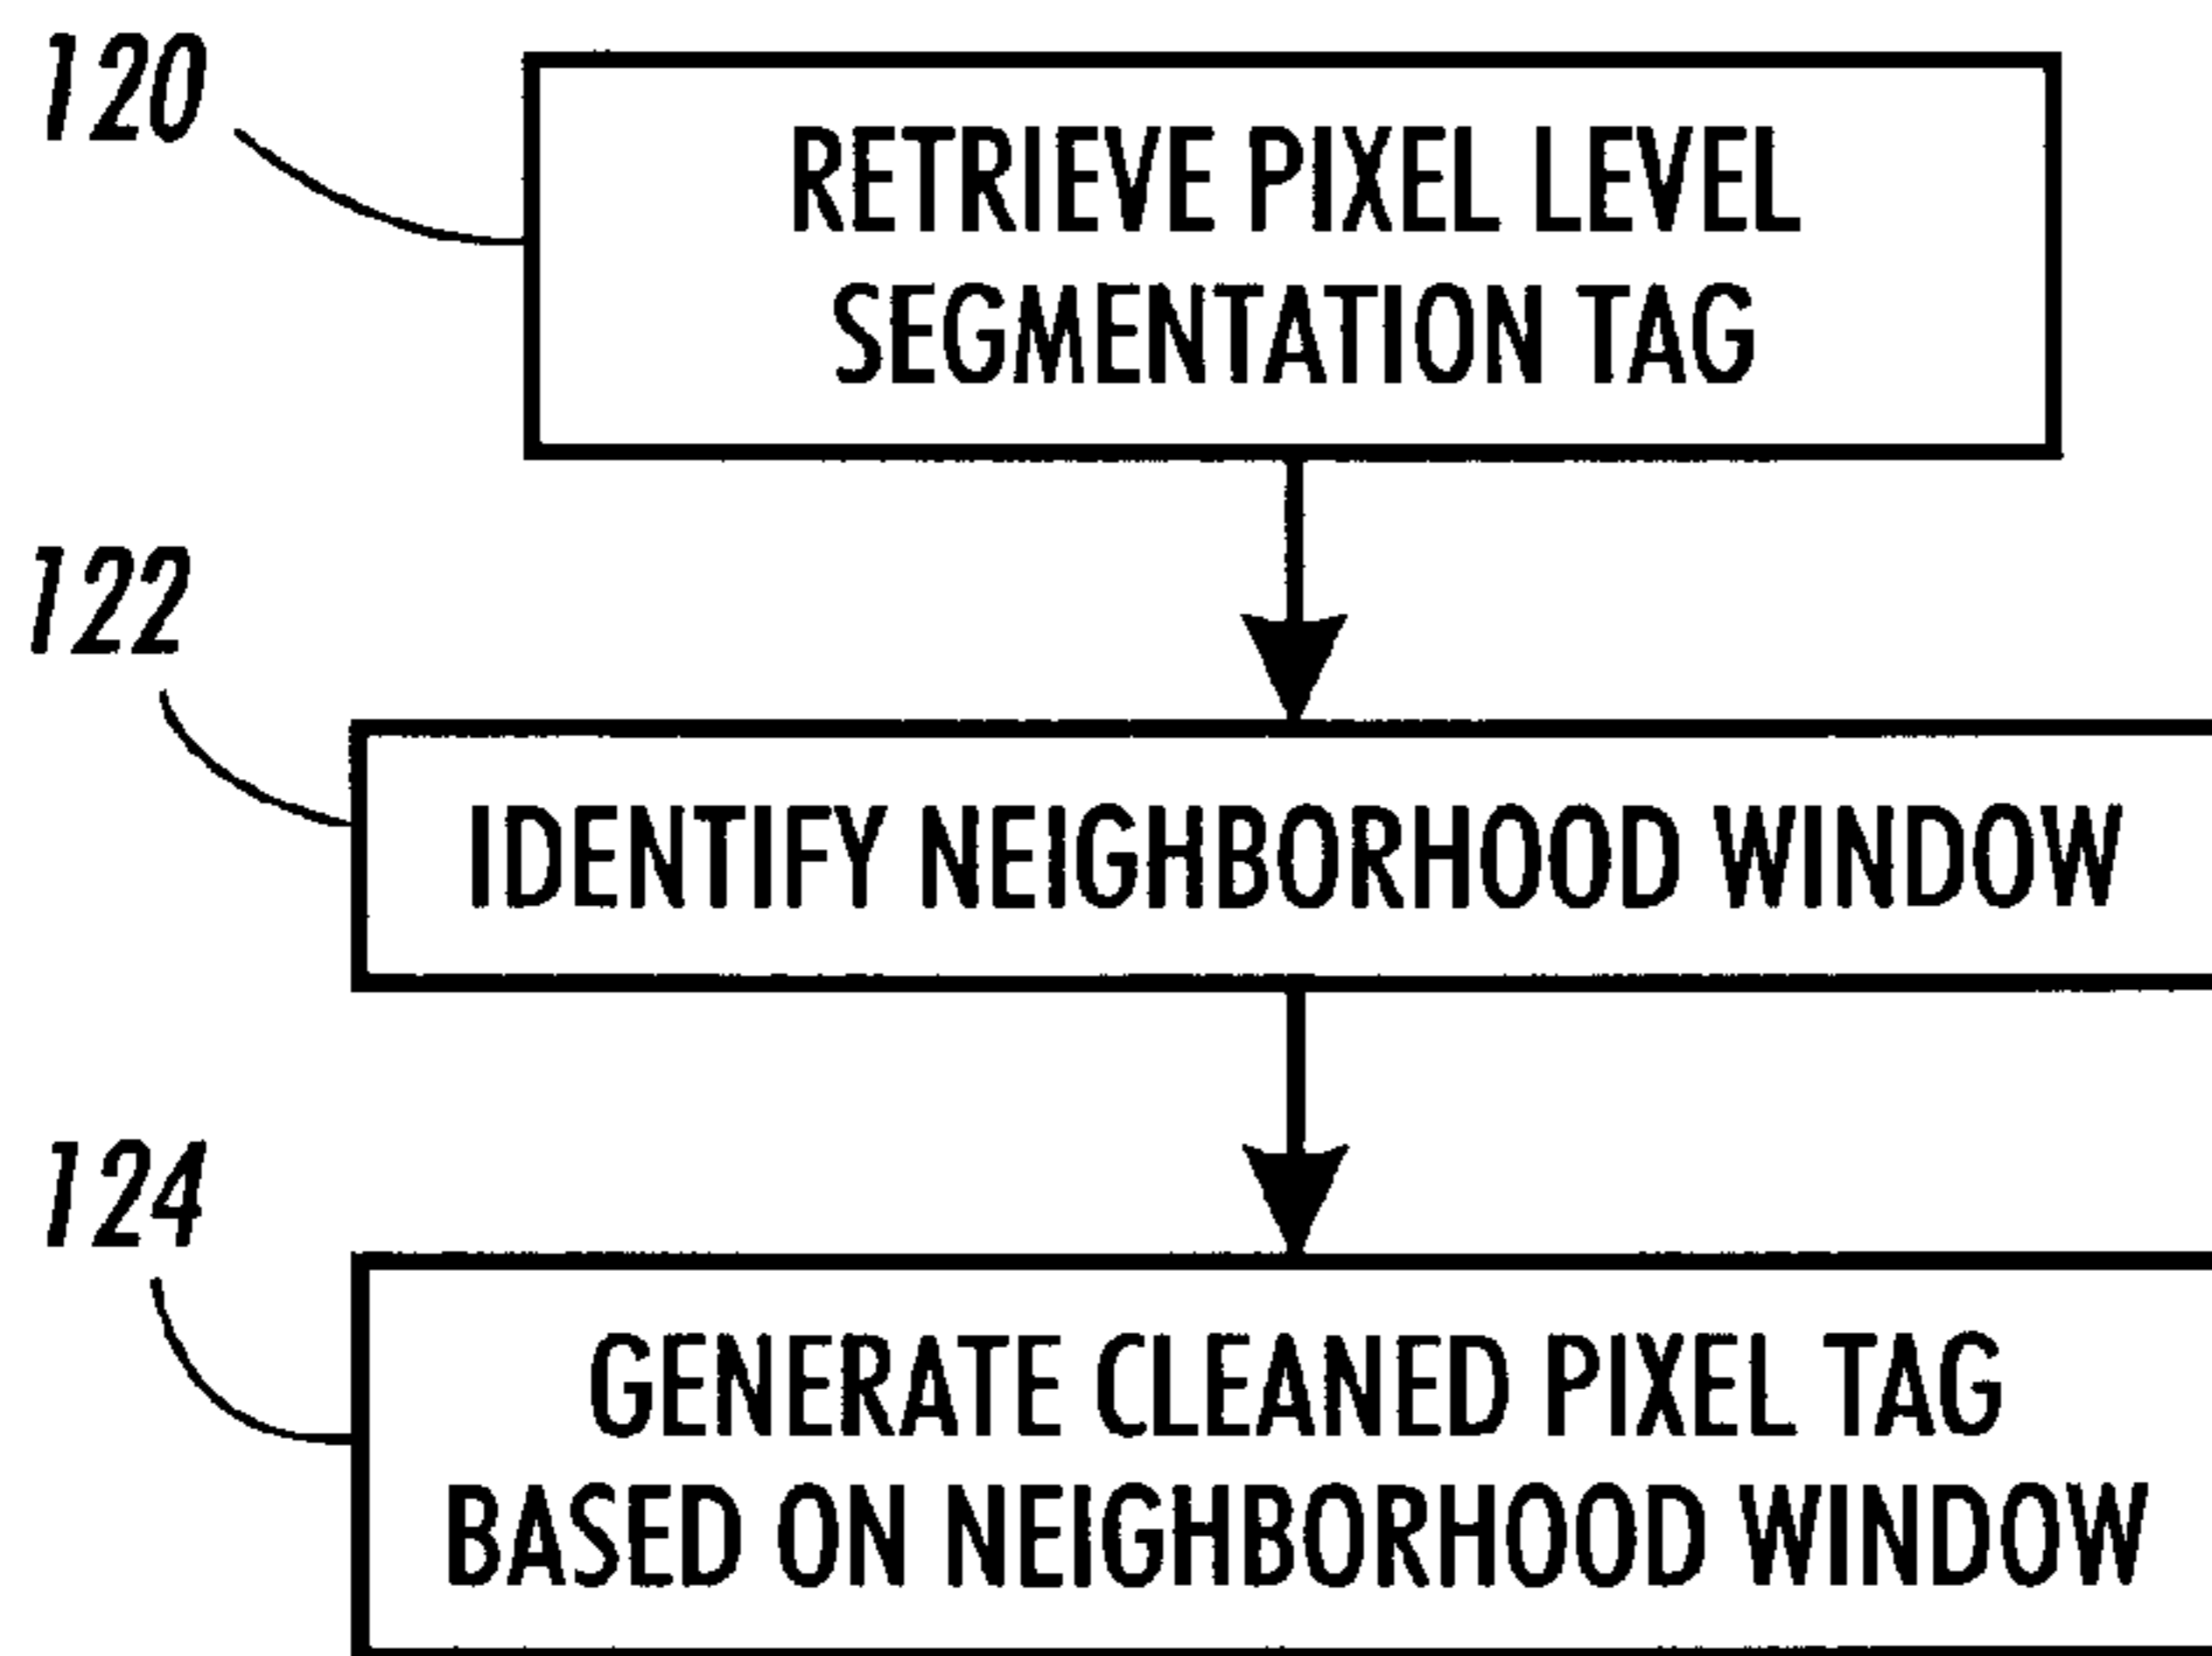 120
RETRIEVE PIXEL LEVEL
SEGMENTATION TAG
122
IDENTIFY NEIGHBORHOOD WINDOW
124
GENERATE CLEANED PIXEL TAG
BASED ON NEIGHBORHOOD WINDOW